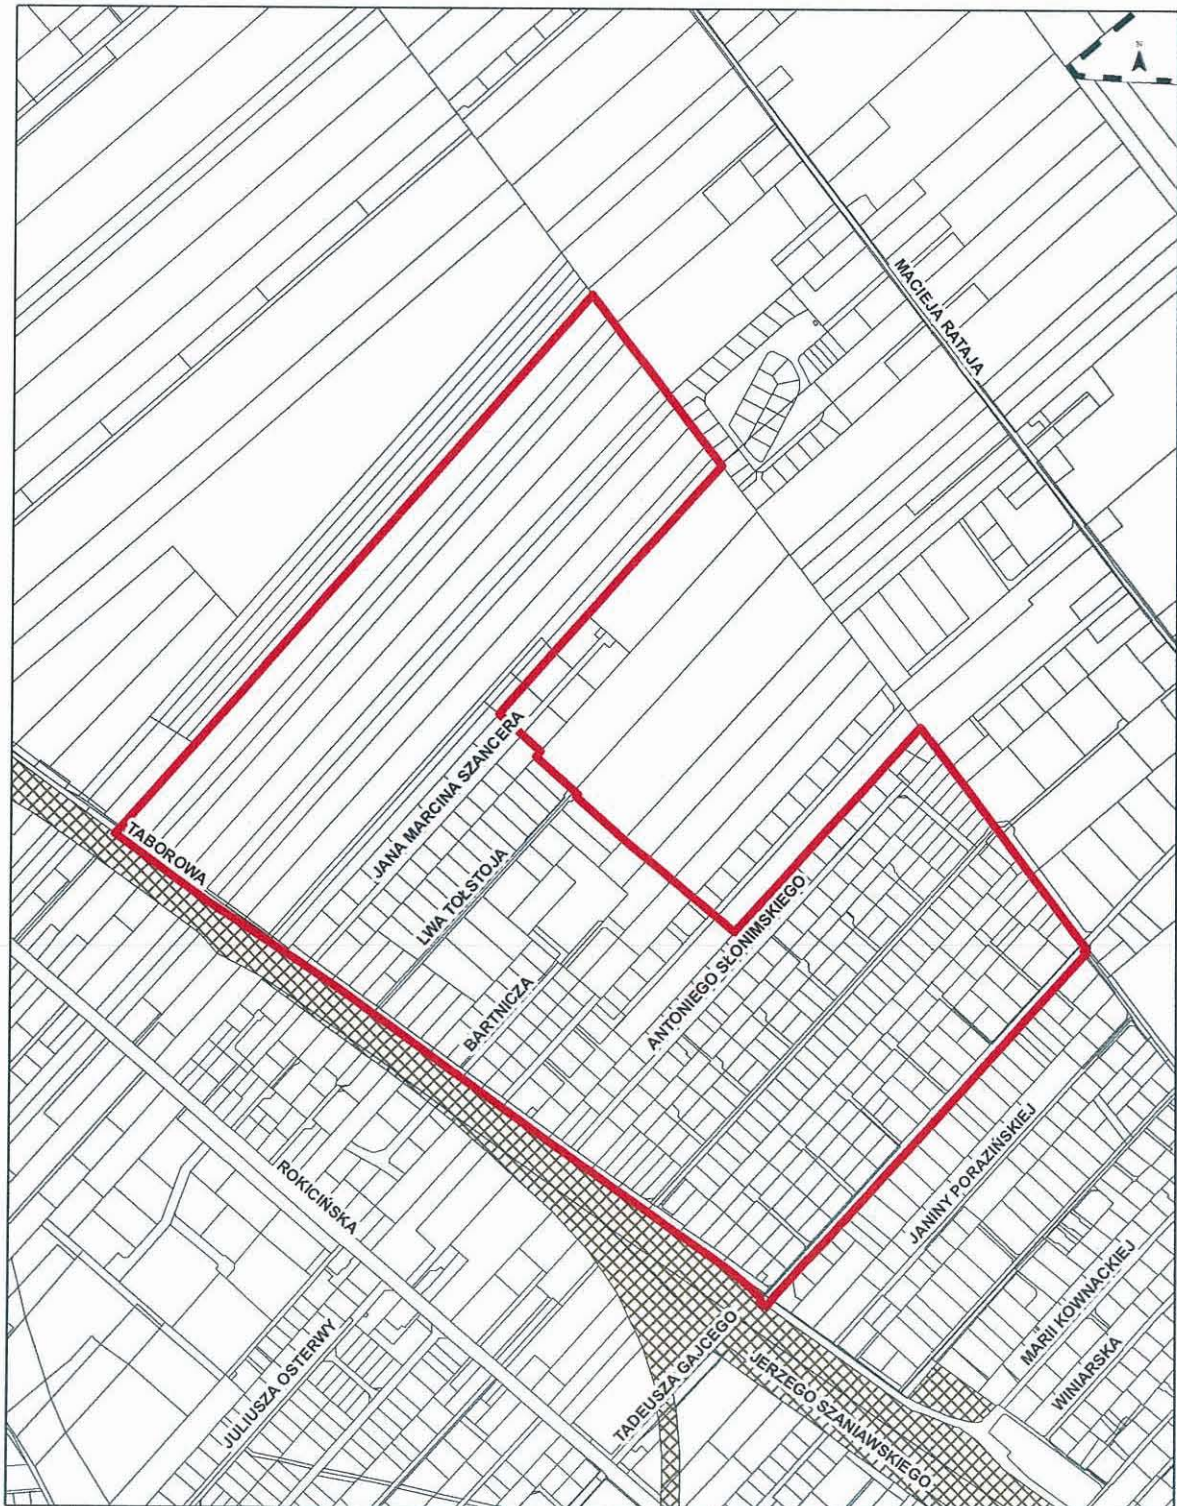 N
MACIEJA RATAJA
TABOROWA
JANA MARCINA SZANCERA
LWA TOŁSTOJA
BARTNICZA
ANTONIEGO SŁONIMSKIEGO
ROKICIŃSKA
JANINY PORAZIŃSKIEJ
MARII KOWNACKIEJ
WINIARSKA
JULIUSZA OSTERWY
TADEUSZA GAJCEGO
JERZEGO SZANIAWSKIEGO